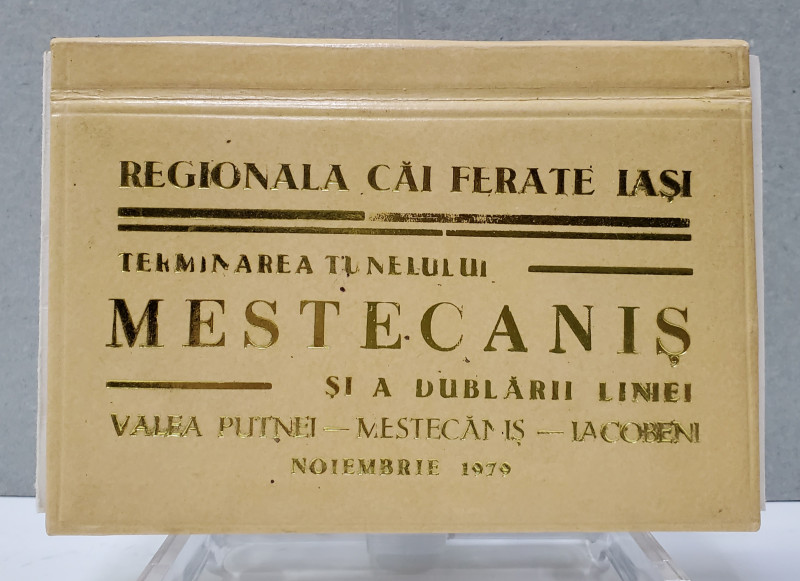 REGIONALA CĂI FERATE IAȘI
TERMINAREA TUNELULUI
MESTECANIȘ
ȘI A DUBLĂRII LINIEI
VALEA PUTNEI — MESTECĂNIȘ — IACOBENI
NOIEMBRIE 1979